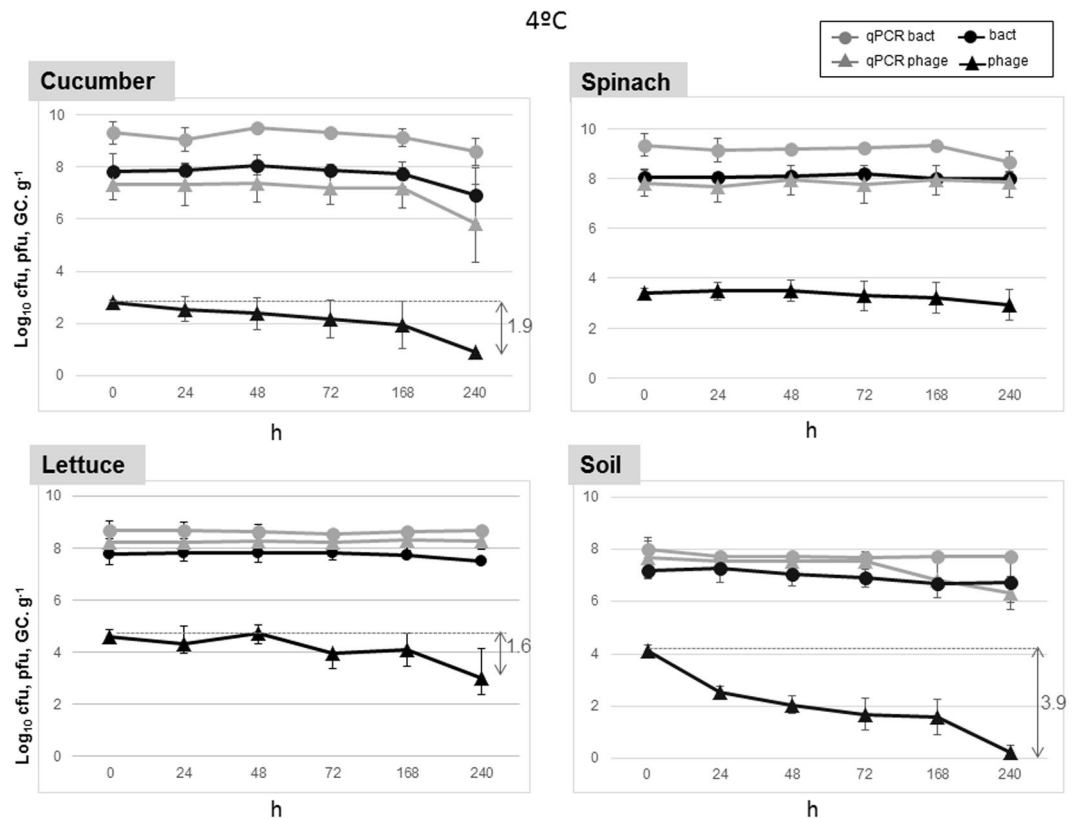 4ºC
qPCR bact
bact
qPCR phage
phage
Cucumber
Log10 cfu, pfu, GC. g-1
10
8
6
4
2
0
0 24 48 72 168 240
1.9
h
Spinach
10
8
6
4
2
0
0 24 48 72 168 240
h
Lettuce
Log10 cfu, pfu, GC. g-1
10
8
6
4
2
0
0 24 48 72 168 240
1.6
h
Soil
10
8
6
4
2
0
0 24 48 72 168 240
3.9
h